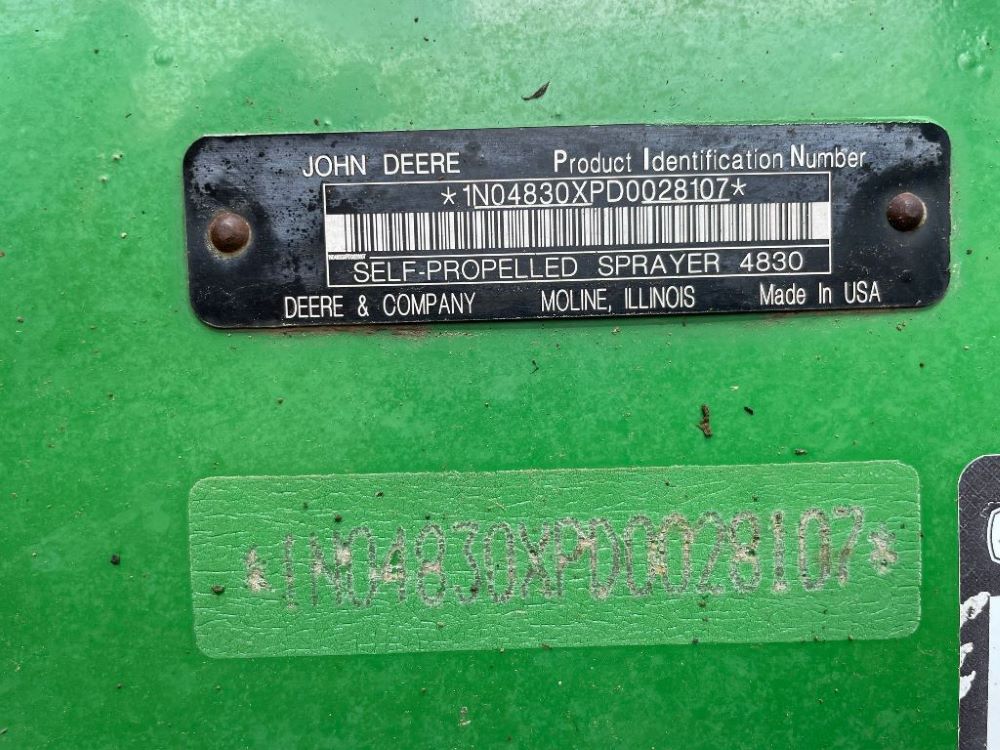 JOHN DEERE Product Identification Number
*1N04830XPD0028107*
SELF-PROPELLED SPRAYER 4830
DEERE & COMPANY MOLINE, ILLINOIS Made In USA
*1N04830XPD0028107*